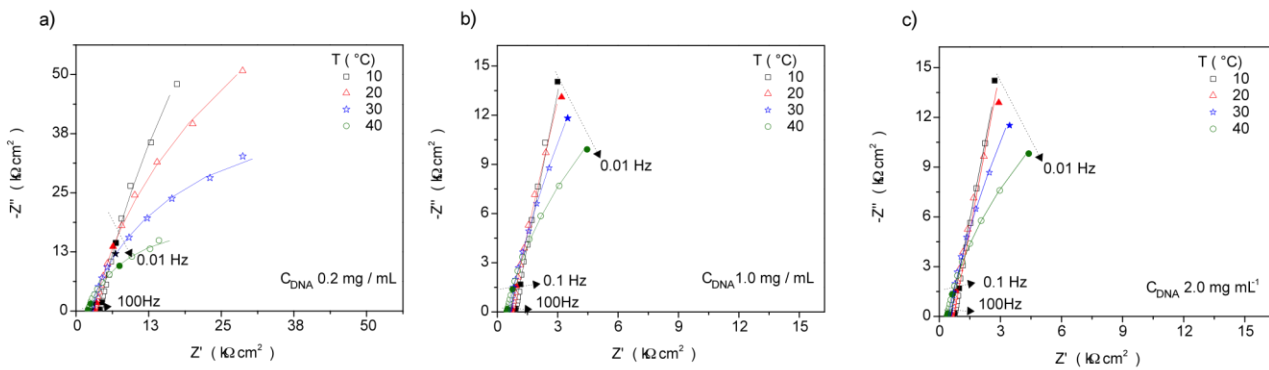 a)
T ( °C)
10
20
30
40
50
38
25
13
0
-Z'' ( kΩ cm²)
0.01 Hz
100Hz
C_DNA 0.2 mg / mL
0 13 24 38 50
Z' ( kΩ cm²)
b)
T ( °C)
10
20
30
40
15
12
9
6
3
0
-Z'' ( kΩ cm²)
0.01 Hz
0.1 Hz
100Hz
C_DNA 1.0 mg / mL
0 3 6 9 12 15
Z' ( kΩ cm²)
c)
T ( °C)
10
20
30
40
15
12
9
6
3
0
-Z'' ( kΩ cm²)
0.01 Hz
0.1 Hz
100Hz
C_DNA 2.0 mg mL⁻¹
0 3 6 9 12 15
Z' ( kΩ cm²)